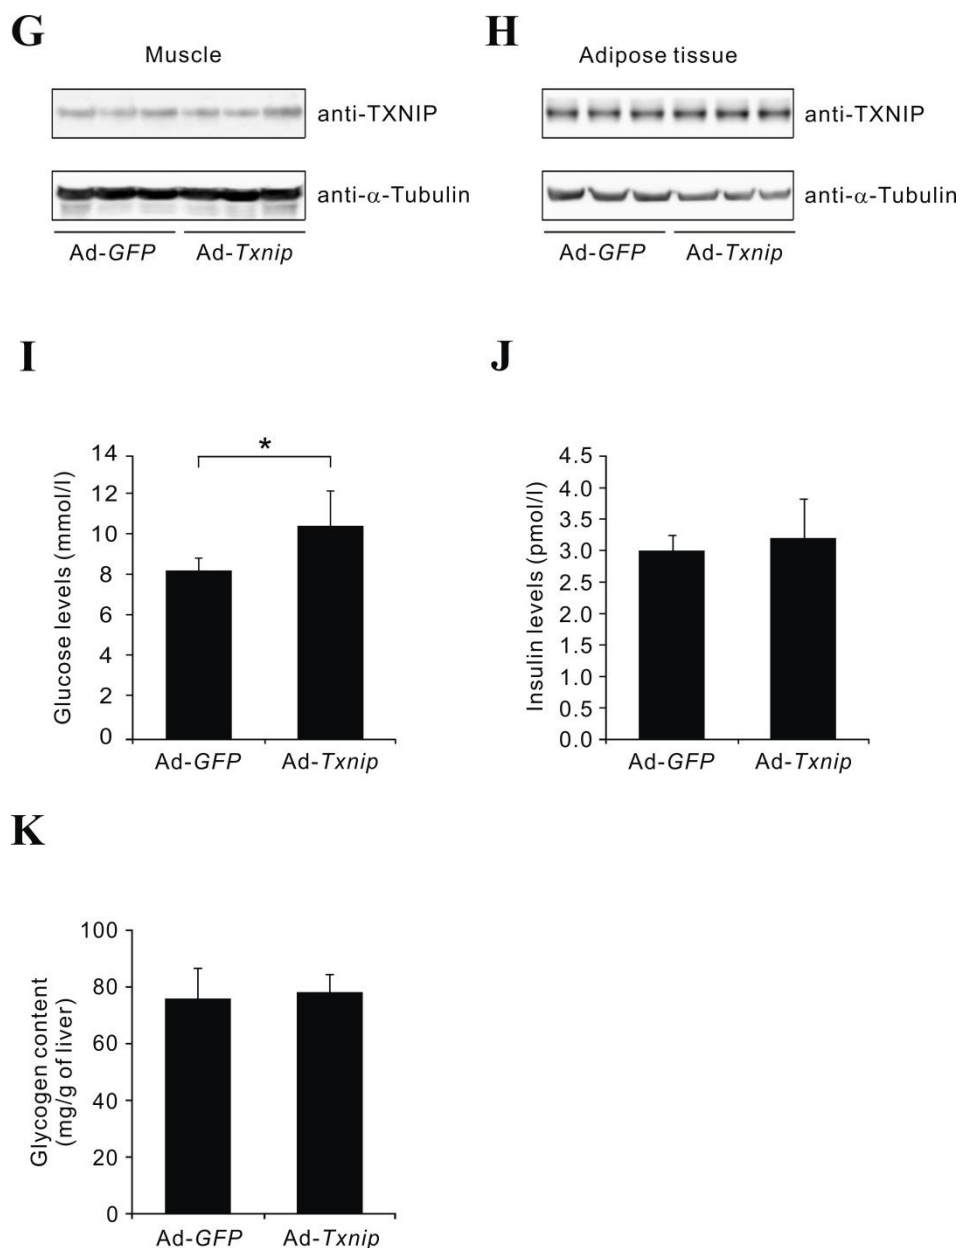 G
H
Muscle
Adipose tissue
anti-TXNIP
anti-TXNIP
anti-α-Tubulin
anti-α-Tubulin
Ad-GFP Ad-Txnip
Ad-GFP Ad-Txnip
I
J
*
Glucose levels (mmol/l)
14
12
10
8
6
4
2
0
Ad-GFP Ad-Txnip
Insulin levels (pmol/l)
4.5
4.0
3.5
3.0
2.5
2.0
1.5
1.0
0.5
0.0
Ad-GFP Ad-Txnip
K
Glycogen content
(mg/g of liver)
100
80
60
40
20
0
Ad-GFP Ad-Txnip